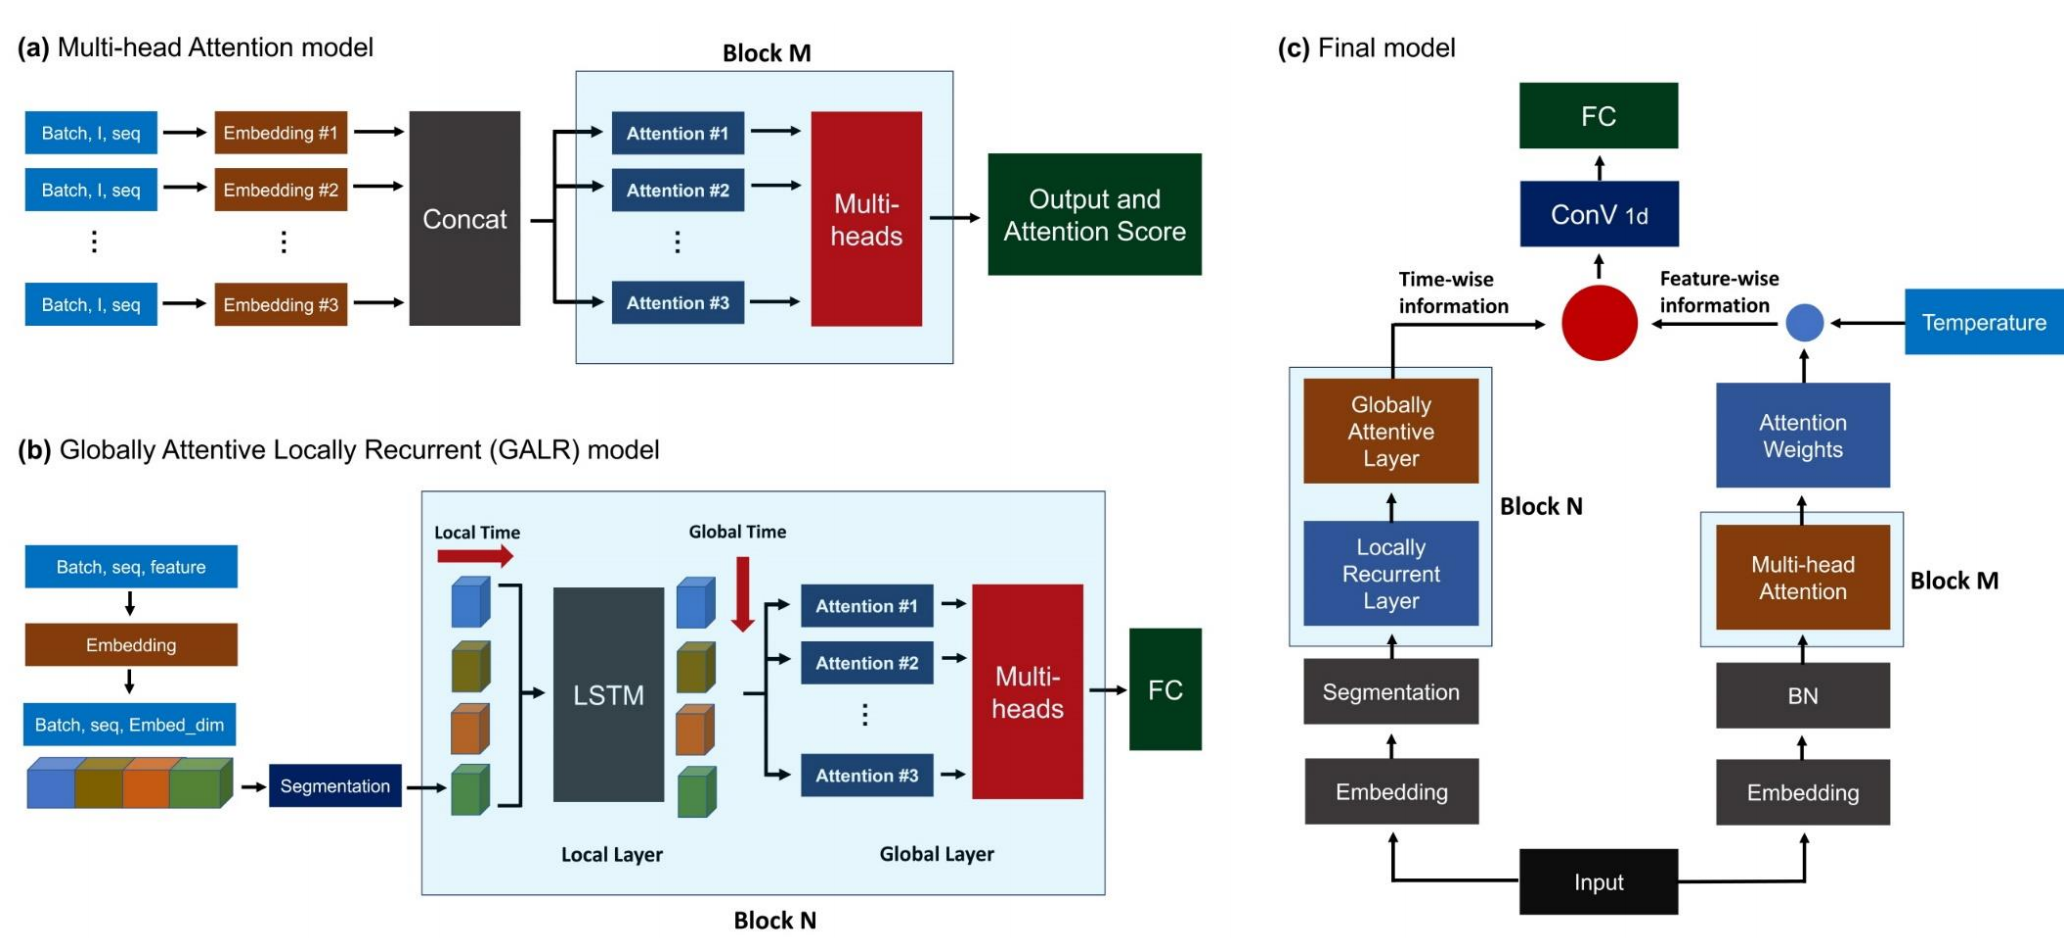 (a) Multi-head Attention model
Block M
Batch, I, seq
Embedding #1
Batch, I, seq
Embedding #2
Batch, I, seq
Embedding #3
Concat
Attention #1
Attention #2
Attention #3
Multi-
heads
Output and
Attention Score
(b) Globally Attentive Locally Recurrent (GALR) model
Batch, seq, feature
Embedding
Batch, seq, Embed_dim
Segmentation
Local Time
LSTM
Local Layer
Global Time
Attention #1
Attention #2
Attention #3
Multi-
heads
Global Layer
FC
Block N
(c) Final model
FC
ConV 1d
Time-wise
information
Feature-wise
information
Temperature
Globally
Attentive
Layer
Locally
Recurrent
Layer
Block N
Segmentation
Embedding
Attention
Weights
Multi-head
Attention
Block M
BN
Embedding
Input